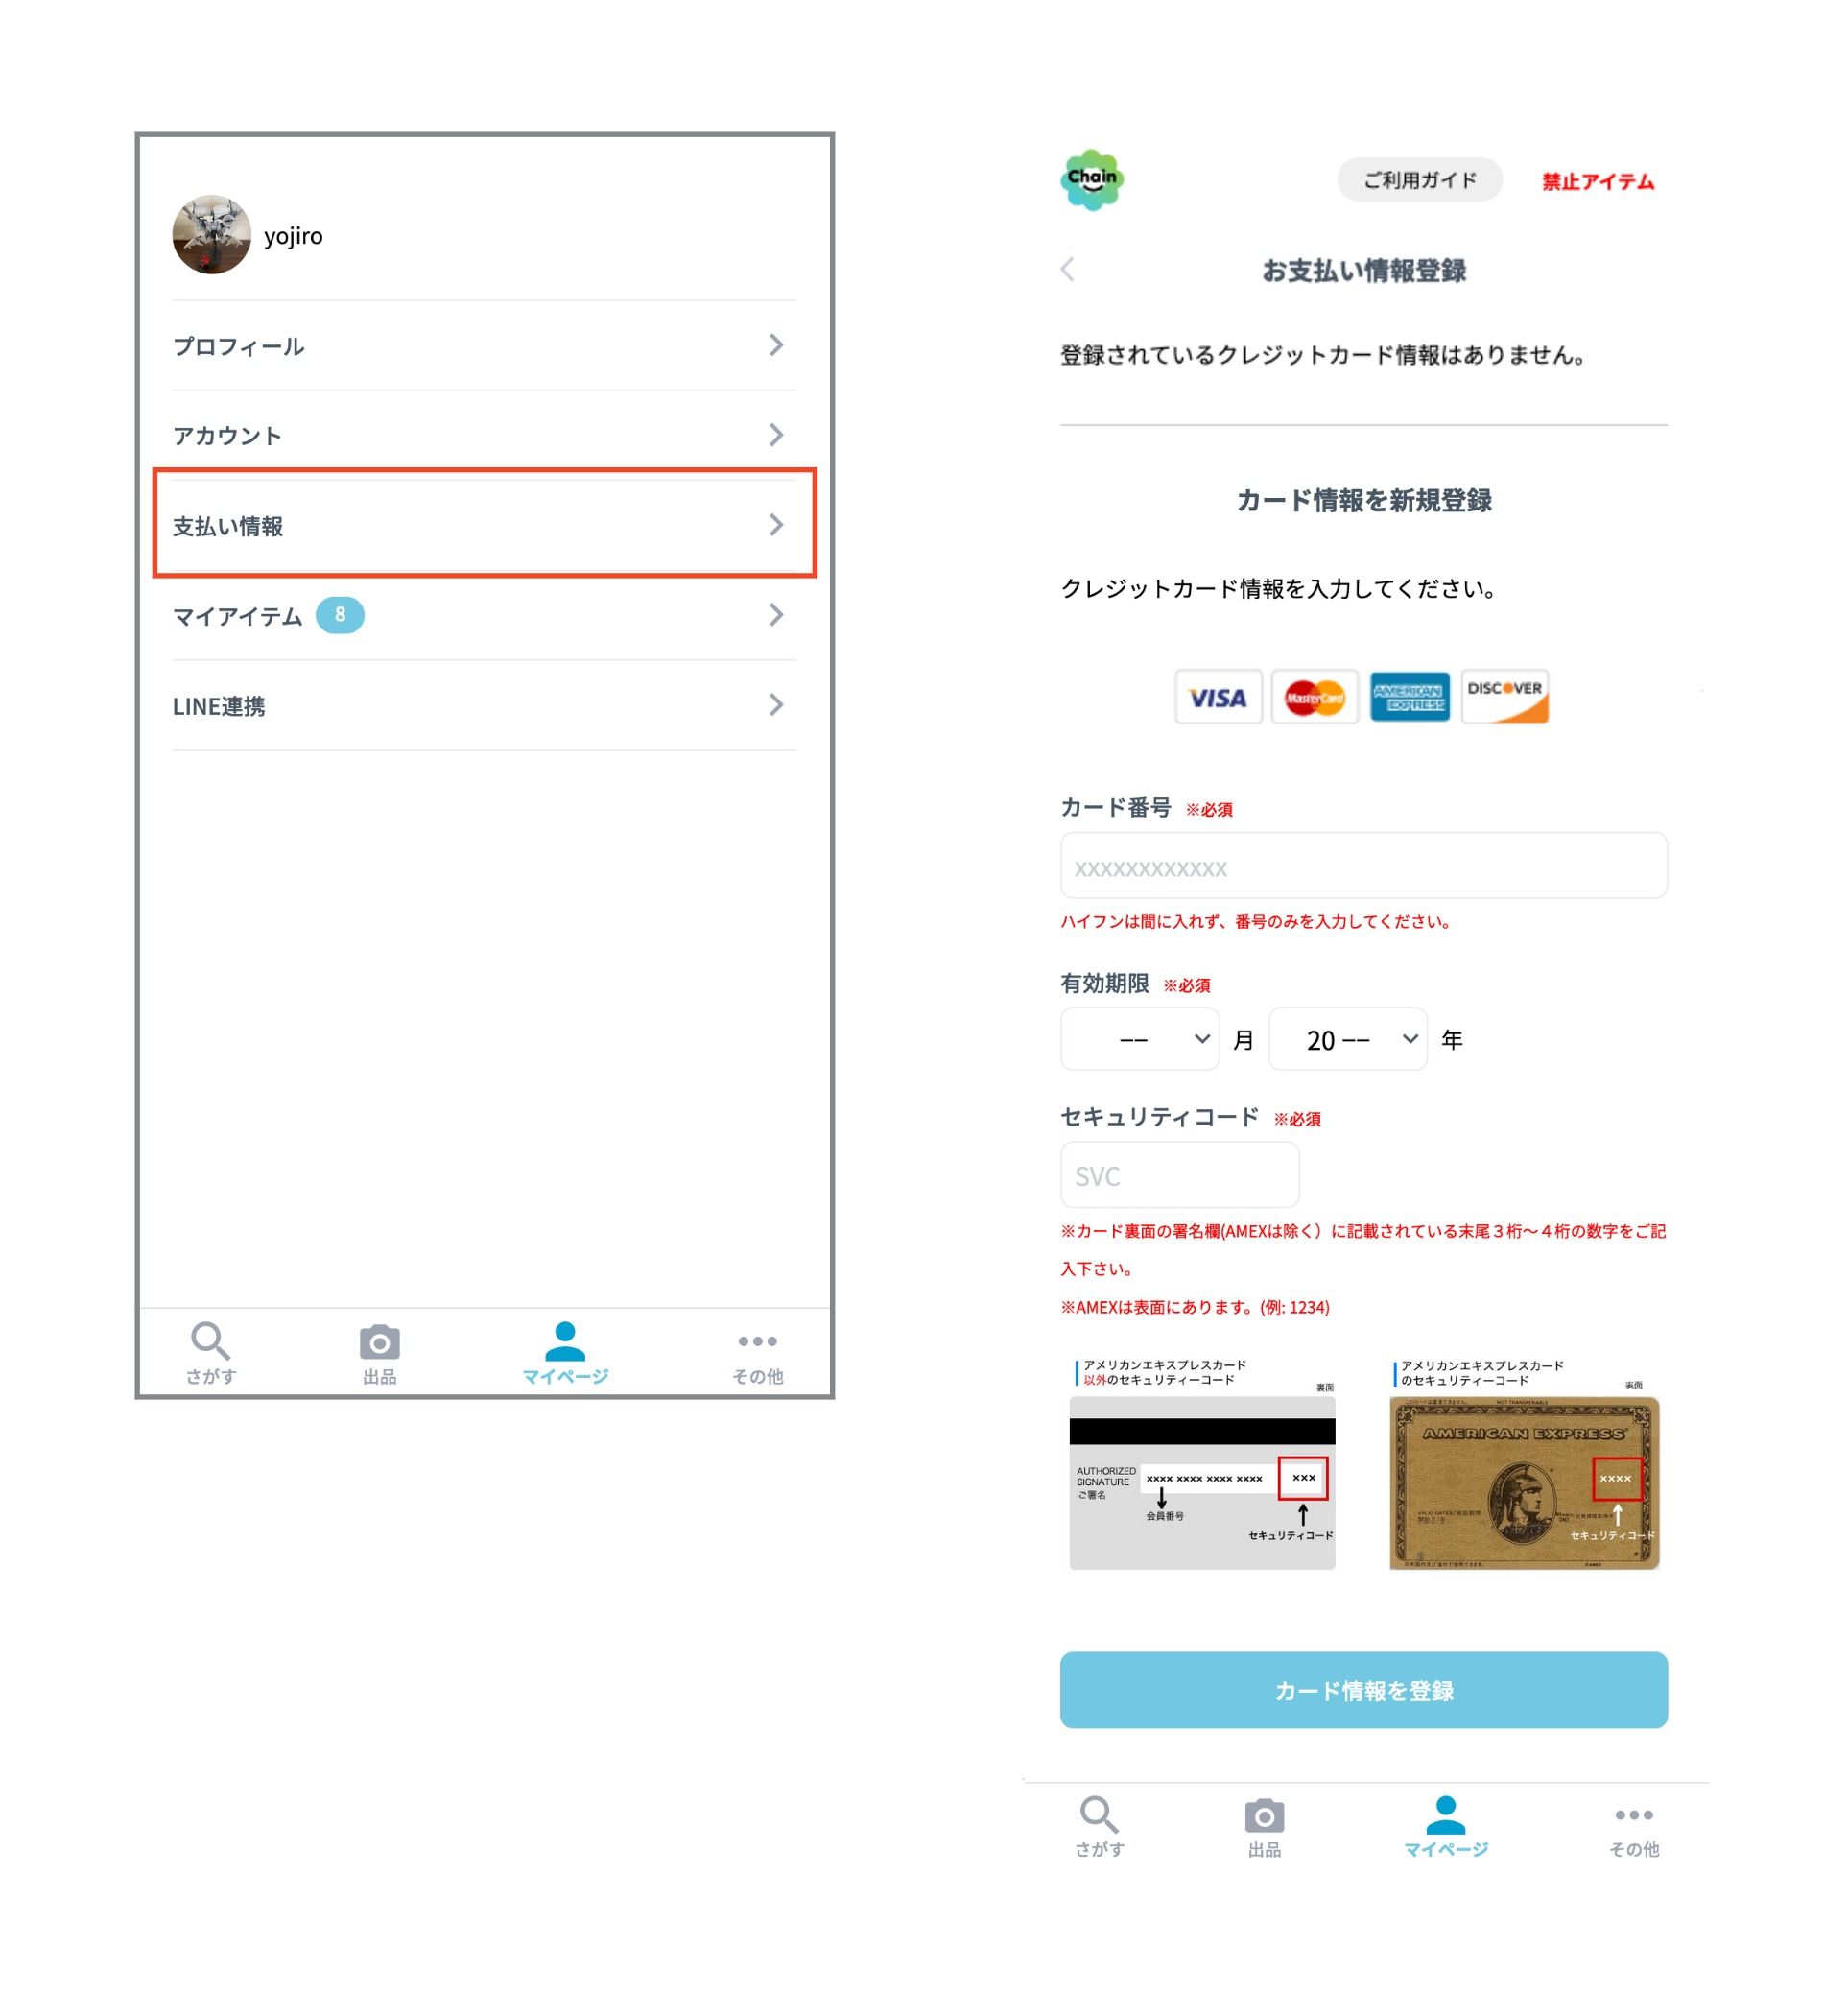 yojiro
プロフィール
アカウント
支払い情報
マイアイテム 8
LINE連携
さがす
出品
マイページ
その他
Chain
ご利用ガイド
禁止アイテム
お支払い情報登録
登録されているクレジットカード情報はありません。
カード情報を新規登録
クレジットカード情報を入力してください。
VISA
MasterCard
AMERICAN
EXPRESS
DISCOVER
カード番号 ※必須
xxxxxxxxxxxx
ハイフンは間に入れず、番号のみを入力してください。
有効期限 ※必須
−− 月 20 −− 年
セキュリティコード ※必須
SVC
※カード裏面の署名欄(AMEXは除く）に記載されている末尾３桁〜４桁の数字をご記
入下さい。
※AMEXは表面にあります。(例: 1234)
アメリカンエキスプレスカード
以外のセキュリティーコード
裏面
AUTHORIZED
SIGNATURE
ご署名
×××× ×××× ×××× ××××
×××
会員番号
セキュリティコード
アメリカンエキスプレスカード
のセキュリティーコード
表面
NOT TRANSFERABLE
AMERICAN EXPRESS
××××
セキュリティコード
カード情報を登録
さがす
出品
マイページ
その他